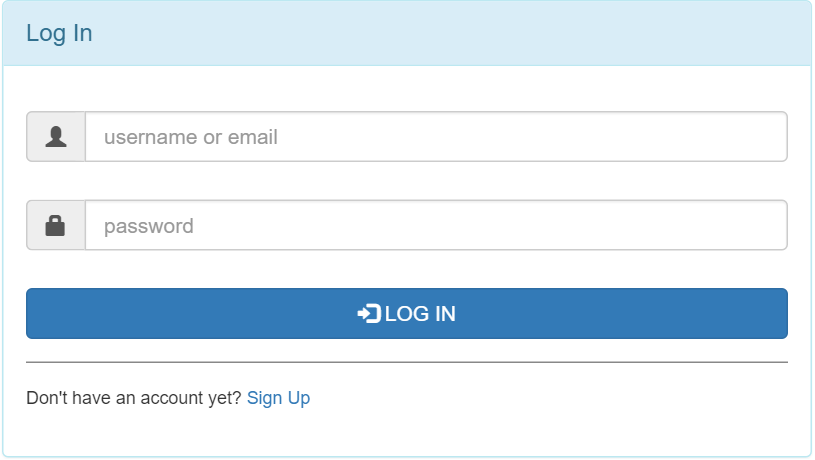 Log In
username or email
password
LOG IN
Don't have an account yet? Sign Up